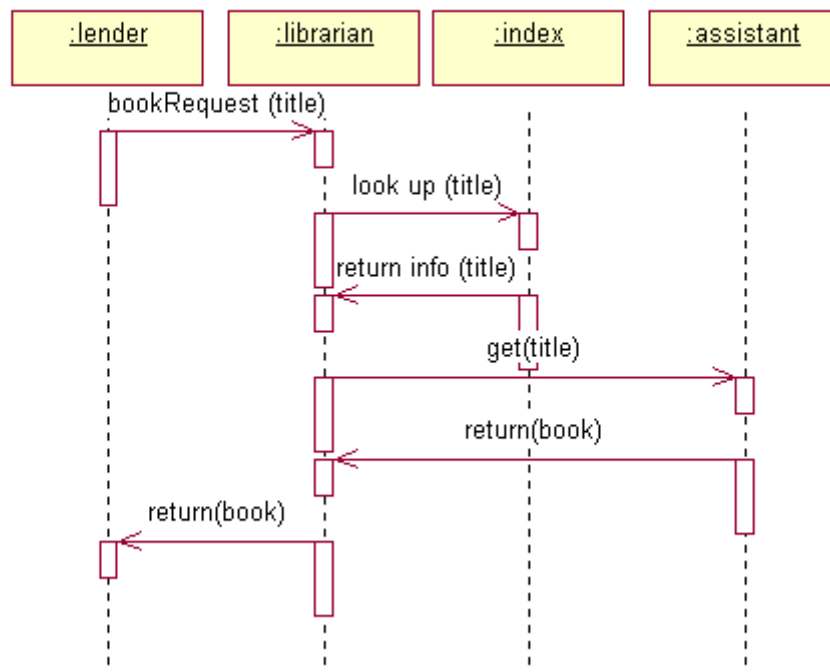 :lender
:librarian
:index
:assistant
bookRequest (title)
look up (title)
return info (title)
get(title)
return(book)
return(book)